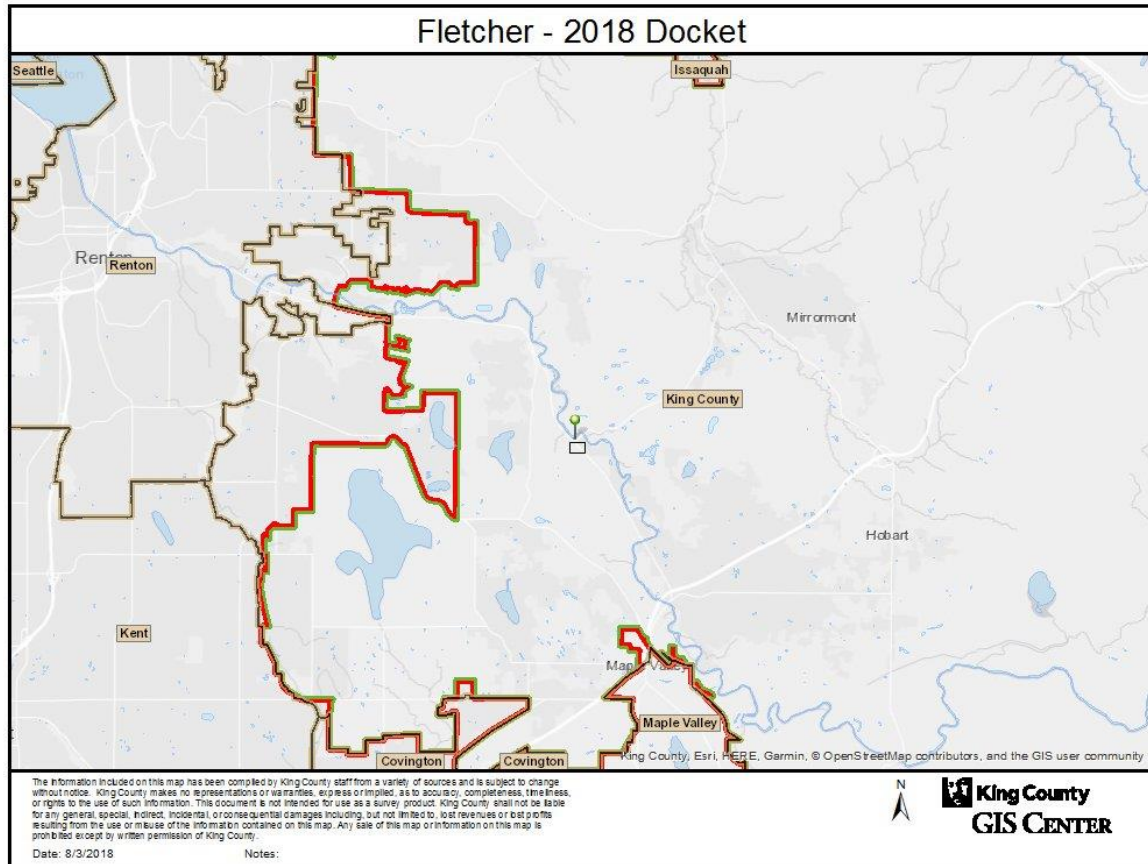 Fletcher - 2018 Docket
Seattle
Issaquah
Renton
Renton
Mirrormont
King County
Hobart
Kent
Maple Valley
Maple Valley
Covington
Covington
King County, Esri, HERE, Garmin, © OpenStreetMap contributors, and the GIS user community
The information included on this map has been compiled by King County staff from a variety of sources and is subject to change
without notice. King County makes no representations or warranties, express or implied, as to accuracy, completeness, timeliness,
or rights to the use of such information. This document is not intended for use as a survey product. King County shall not be liable
for any general, special, indirect, incidental, or consequential damages including, but not limited to, lost revenues or lost profits
resulting from the use or misuse of the information contained on this map. Any sale of this map or information on this map is
prohibited except by written permission of King County.
Date: 8/3/2018 Notes:
N
King County
GIS CENTER